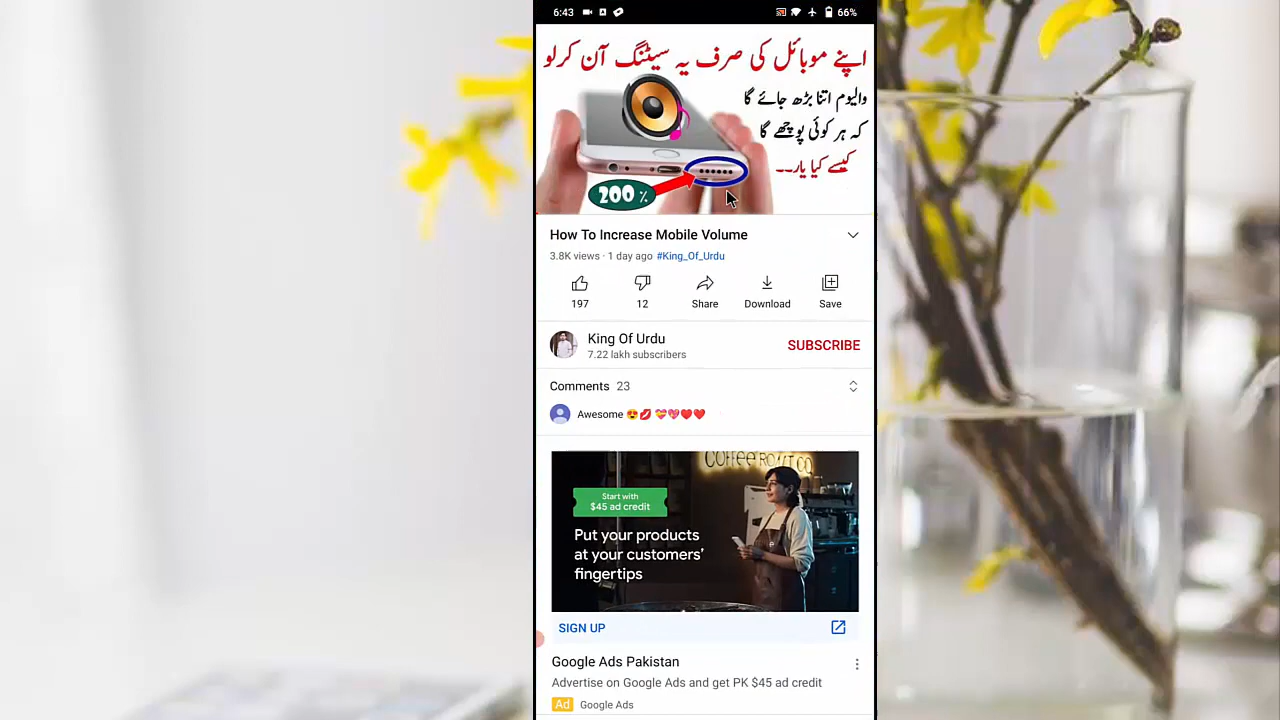 6:43
66%
اپنے موبائل کی صرف یہ سیٹنگ آن کرلو
والیوم اتنا بڑھ جائے گا
کہ ہر کوئی پوچھے گا
کیسے کیا یار۔۔
200 %
How To Increase Mobile Volume
3.8K views · 1 day ago #King_Of_Urdu
197
12
Share
Download
Save
King Of Urdu
7.22 lakh subscribers
SUBSCRIBE
Comments 23
Awesome 😍💋 💝💖♥️♥️
COFFEE ROAST CO
Start with
$45 ad credit
Put your products
at your customers’
fingertips
SIGN UP
Google Ads Pakistan
Advertise on Google Ads and get PK $45 ad credit
Ad Google Ads